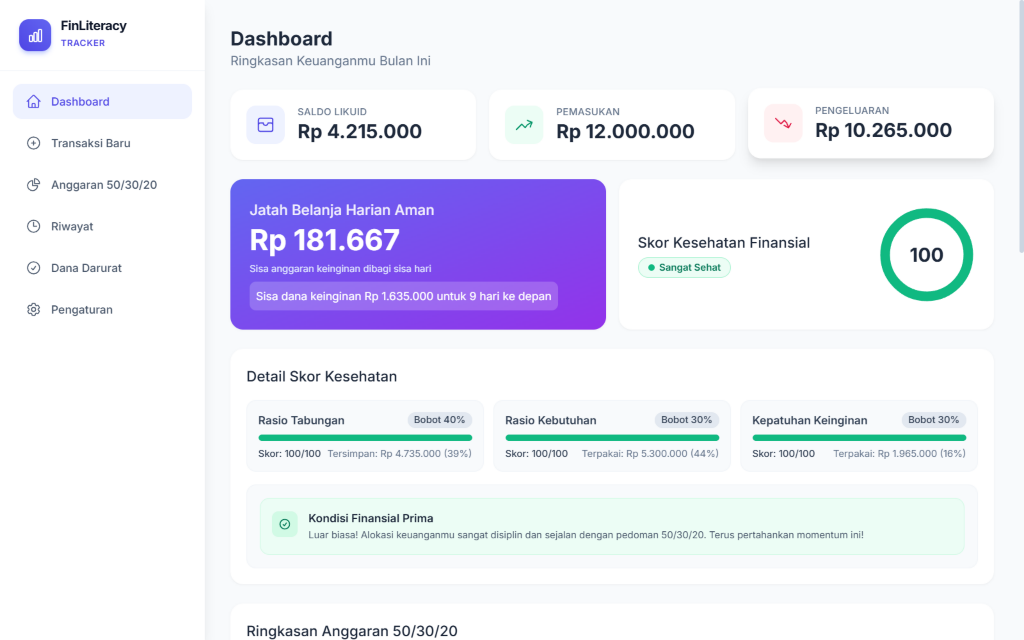 FinLiteracy
TRACKER
Dashboard
Transaksi Baru
Anggaran 50/30/20
Riwayat
Dana Darurat
Pengaturan
Dashboard
Ringkasan Keuanganmu Bulan Ini
SALDO LIKUID
Rp 4.215.000
PEMASUKAN
Rp 12.000.000
PENGELUARAN
Rp 10.265.000
Jatah Belanja Harian Aman
Rp 181.667
Sisa anggaran keinginan dibagi sisa hari
Sisa dana keinginan Rp 1.635.000 untuk 9 hari ke depan
Skor Kesehatan Finansial
Sangat Sehat
100
Detail Skor Kesehatan
Rasio Tabungan Bobot 40%
Skor: 100/100 Tersimpan: Rp 4.735.000 (39%)
Rasio Kebutuhan Bobot 30%
Skor: 100/100 Terpakai: Rp 5.300.000 (44%)
Kepatuhan Keinginan Bobot 30%
Skor: 100/100 Terpakai: Rp 1.965.000 (16%)
Kondisi Finansial Prima
Luar biasa! Alokasi keuanganmu sangat disiplin dan sejalan dengan pedoman 50/30/20. Terus pertahankan momentum ini!
Ringkasan Anggaran 50/30/20